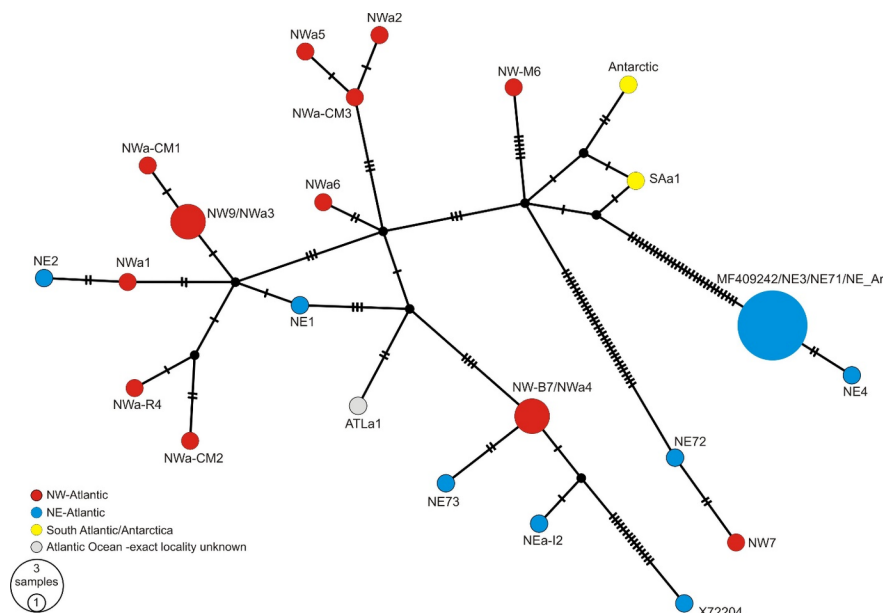 NWa2
NWa5
Antarctic
NW-M6
NWa-CM3
NWa-CM1
SAa1
NWa6
NW9/NWa3
NE2
NWa1
MF409242/NE3/NE71/NE_Ar
NE1
NE4
NWa-R4
NW-B7/NWa4
ATLa1
NE72
NWa-CM2
NE73
NEa-I2
NW7
X72204
NW-Atlantic
NE-Atlantic
South Atlantic/Antarctica
Atlantic Ocean -exact locality unknown
3
samples
1